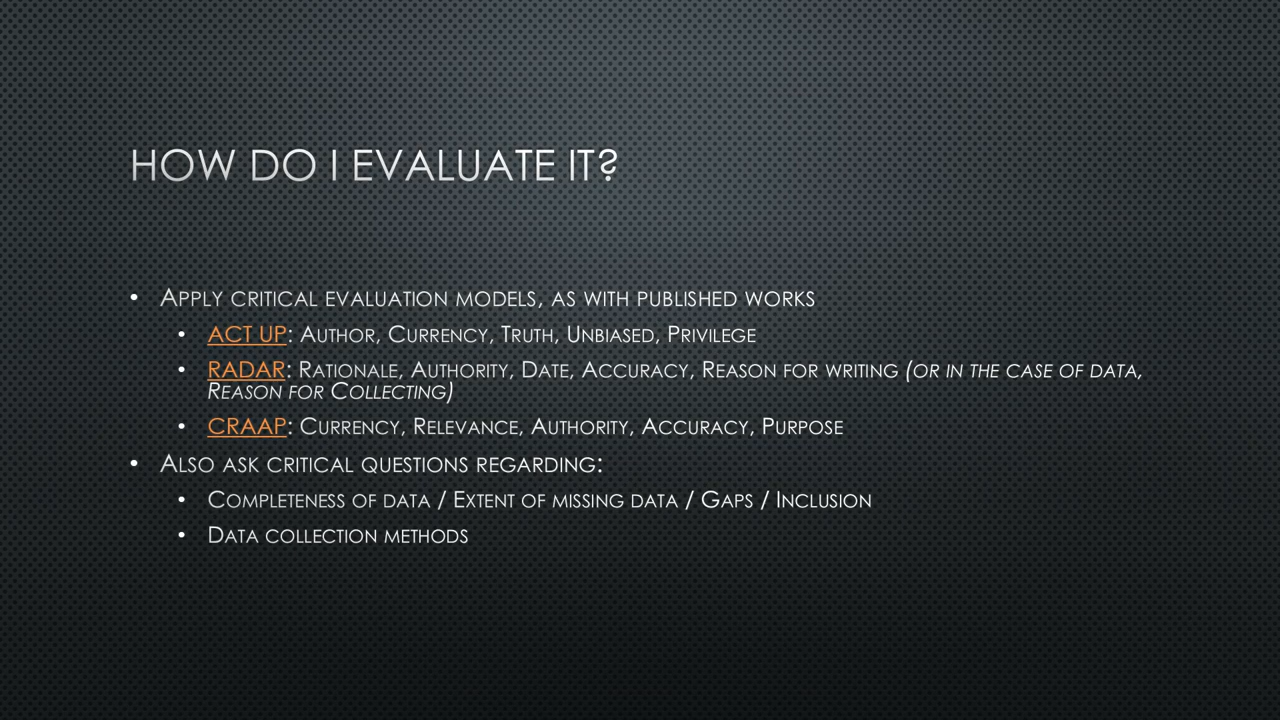 HOW DO I EVALUATE IT?
• Apply critical evaluation models, as with published works
• ACT UP: Author, Currency, Truth, Unbiased, Privilege
• RADAR: Rationale, Authority, Date, Accuracy, Reason for writing (or in the case of data,
Reason for Collecting)
• CRAAP: Currency, Relevance, Authority, Accuracy, Purpose
• Also ask critical questions regarding:
• Completeness of data / Extent of missing data / Gaps / Inclusion
• Data collection methods